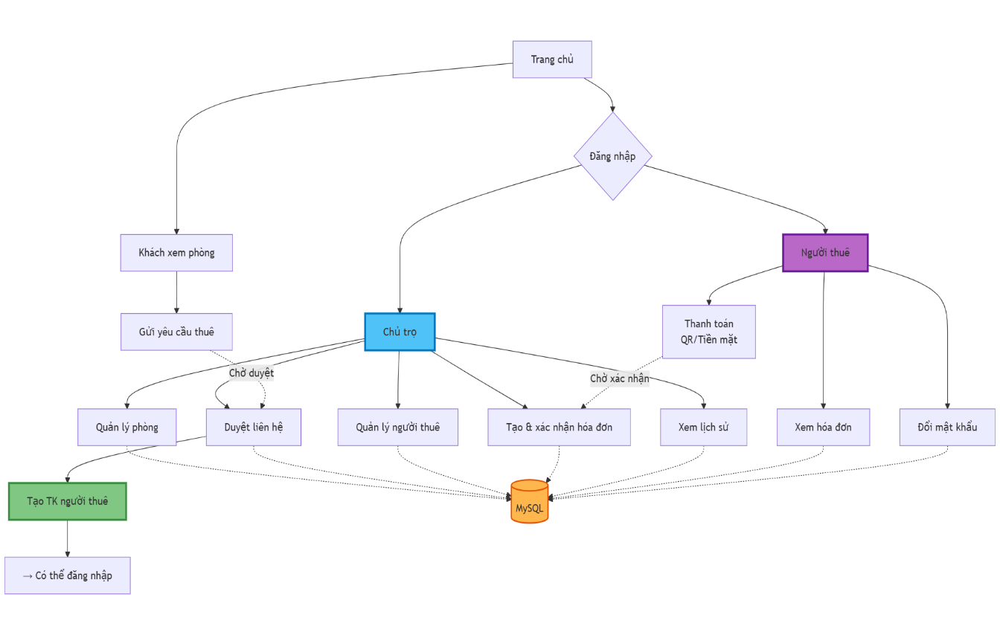 Trang chủ
Đăng nhập
Khách xem phòng
Người thuê
Gửi yêu cầu thuê
Chủ trọ
Thanh toán
QR/Tiền mặt
Chờ duyệt
Chờ xác nhận
Quản lý phòng
Duyệt liên hệ
Quản lý người thuê
Tạo & xác nhận hóa đơn
Xem lịch sử
Xem hóa đơn
Đổi mật khẩu
Tạo TK người thuê
MySQL
→ Có thể đăng nhập